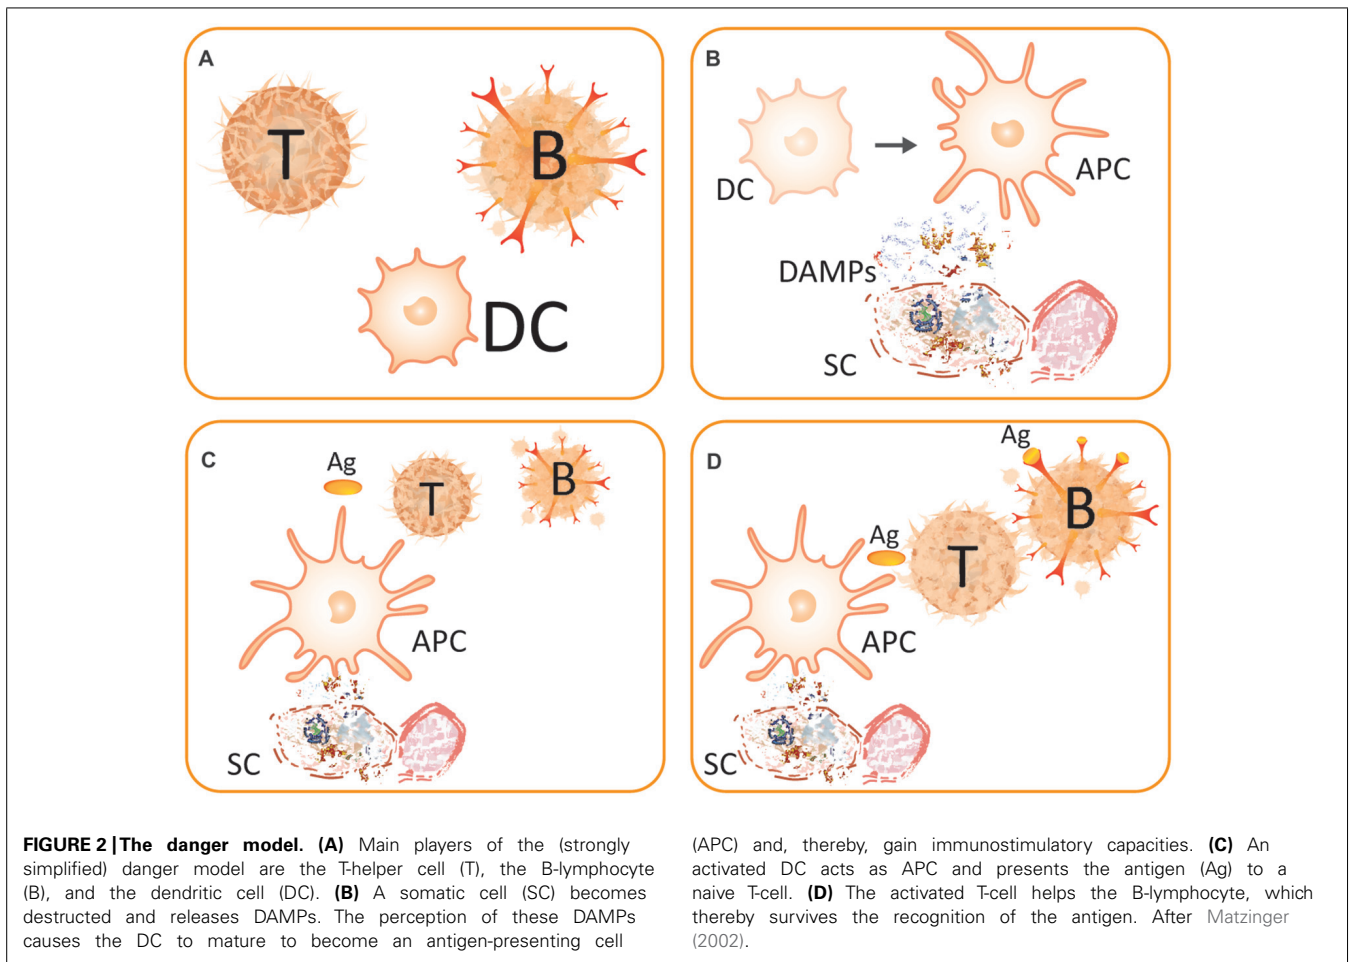 A
T
B
DC
B
DC
APC
DAMPs
SC
C
Ag
T
B
APC
SC
D
Ag
B
Ag
T
APC
SC
FIGURE 2 | The danger model. (A) Main players of the (strongly
simplified) danger model are the T-helper cell (T), the B-lymphocyte
(B), and the dendritic cell (DC). (B) A somatic cell (SC) becomes
destructed and releases DAMPs. The perception of these DAMPs
causes the DC to mature to become an antigen-presenting cell
(APC) and, thereby, gain immunostimulatory capacities. (C) An
activated DC acts as APC and presents the antigen (Ag) to a
naive T-cell. (D) The activated T-cell helps the B-lymphocyte, which
thereby survives the recognition of the antigen. After Matzinger
(2002).